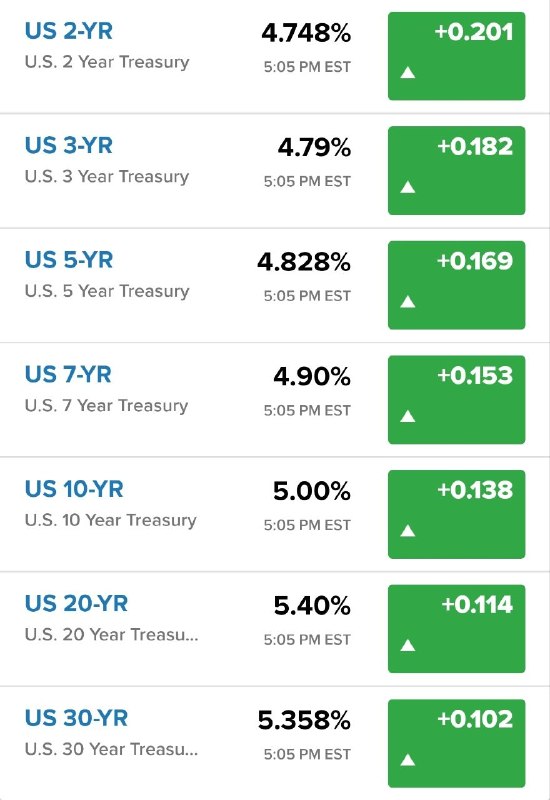 US 2-YR 4.748% +0.201
U.S. 2 Year Treasury 5:05 PM EST ▲
US 3-YR 4.79% +0.182
U.S. 3 Year Treasury 5:05 PM EST ▲
US 5-YR 4.828% +0.169
U.S. 5 Year Treasury 5:05 PM EST ▲
US 7-YR 4.90% +0.153
U.S. 7 Year Treasury 5:05 PM EST ▲
US 10-YR 5.00% +0.138
U.S. 10 Year Treasury 5:05 PM EST ▲
US 20-YR 5.40% +0.114
U.S. 20 Year Treasu... 5:05 PM EST ▲
US 30-YR 5.358% +0.102
U.S. 30 Year Treasu... 5:05 PM EST ▲